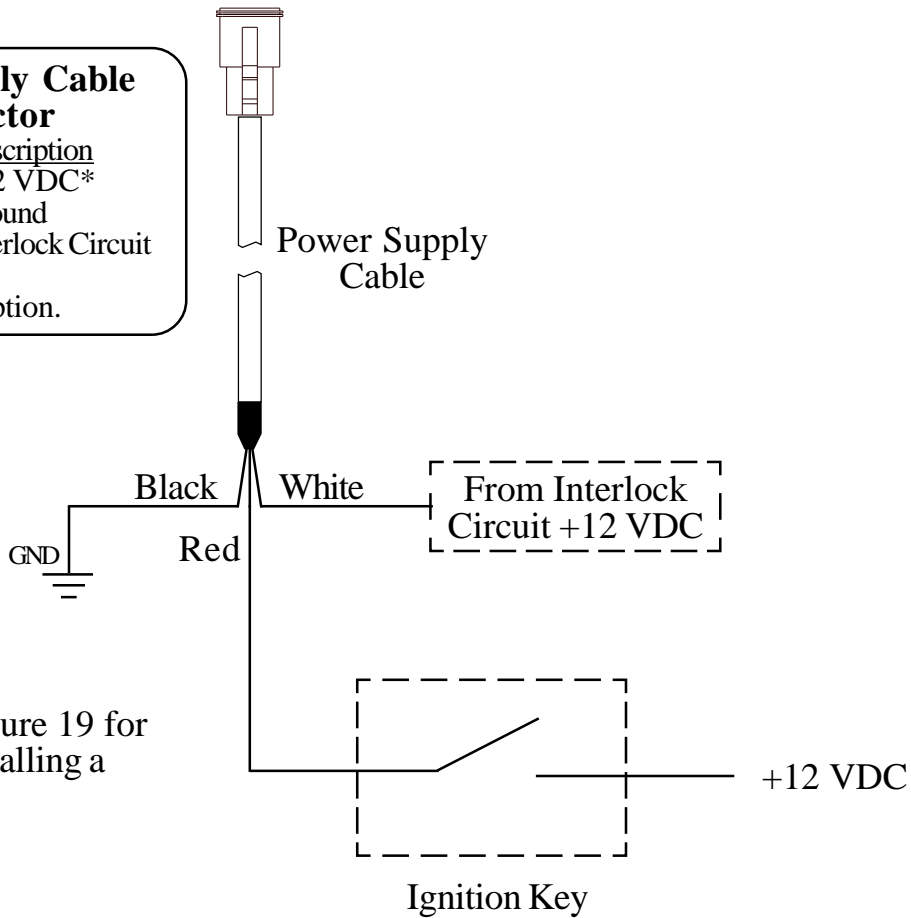 ly Cable
ctor
scription
2 VDC*
ound
erlock Circuit
ption.
Power Supply
Cable
Black
White
From Interlock
Circuit +12 VDC
GND
Red
ure 19 for
alling a
+12 VDC
Ignition Key